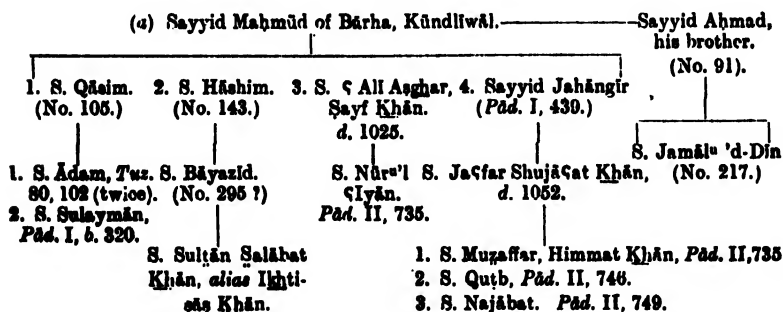 (a) Sayyid Maḥmūd of Bārha, Kūndlīwāl. Sayyid Aḥmad,
his brother.
(No. 91).
1. S. Qāsim. 2. S. Hāshim. 3. S. ʕ Alī Aṣghar, 4. Sayyid Jahāngīr
(No. 105.) (No. 143.) Ṣayf Khān. (Pād. I, 439.)
d. 1025.
S. Jamālᵘ 'd-Dīn
1. S. Ādam, Tuz. S. Bāyazīd. S. Nūrᵘ'l S. Jaʕfar Shujāʕat Khān, (No. 217.)
80, 102 (twice). (No. 295 ?) ʕIyān. d. 1052.
2. S. Sulaymān, Pād. II, 735.
Pād. I, b. 320.
S. Sulṭān Ṣalābat 1. S. Muẓaffar, Himmat Khān, Pād. II, 735
Khān, alias Ikhti- 2. S. Quṭb, Pād. II, 746.
ṣāṣ Khān. 3. S. Najābat. Pād. II, 749.